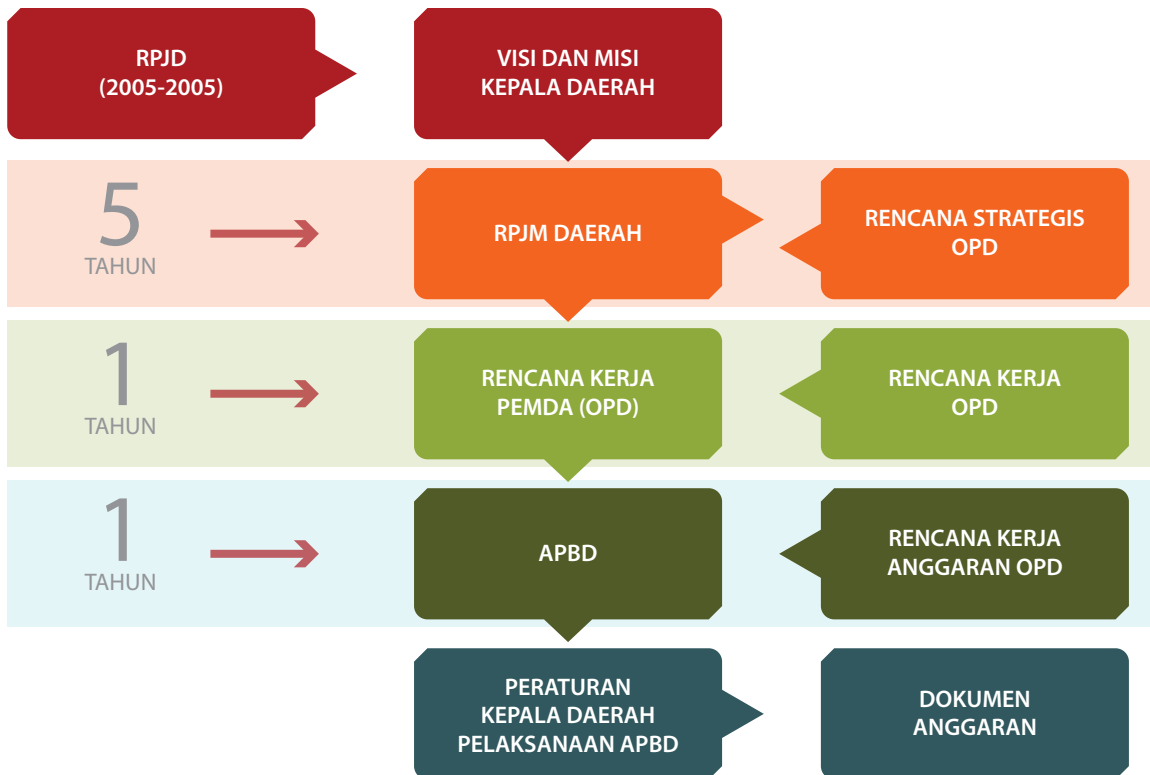 RPJD
(2005-2005)
VISI DAN MISI
KEPALA DAERAH
5
TAHUN
RPJM DAERAH
RENCANA STRATEGIS
OPD
1
TAHUN
RENCANA KERJA
PEMDA (OPD)
RENCANA KERJA
OPD
1
TAHUN
APBD
RENCANA KERJA
ANGGARAN OPD
PERATURAN
KEPALA DAERAH
PELAKSANAAN APBD
DOKUMEN
ANGGARAN